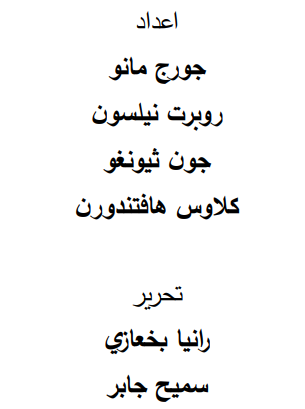 اعداد
جورج مانو
روبرت نيلسون
جون ثيونغو
كلاوس هافتندورن
تحرير
رانيا بخعازي
سميح جابر